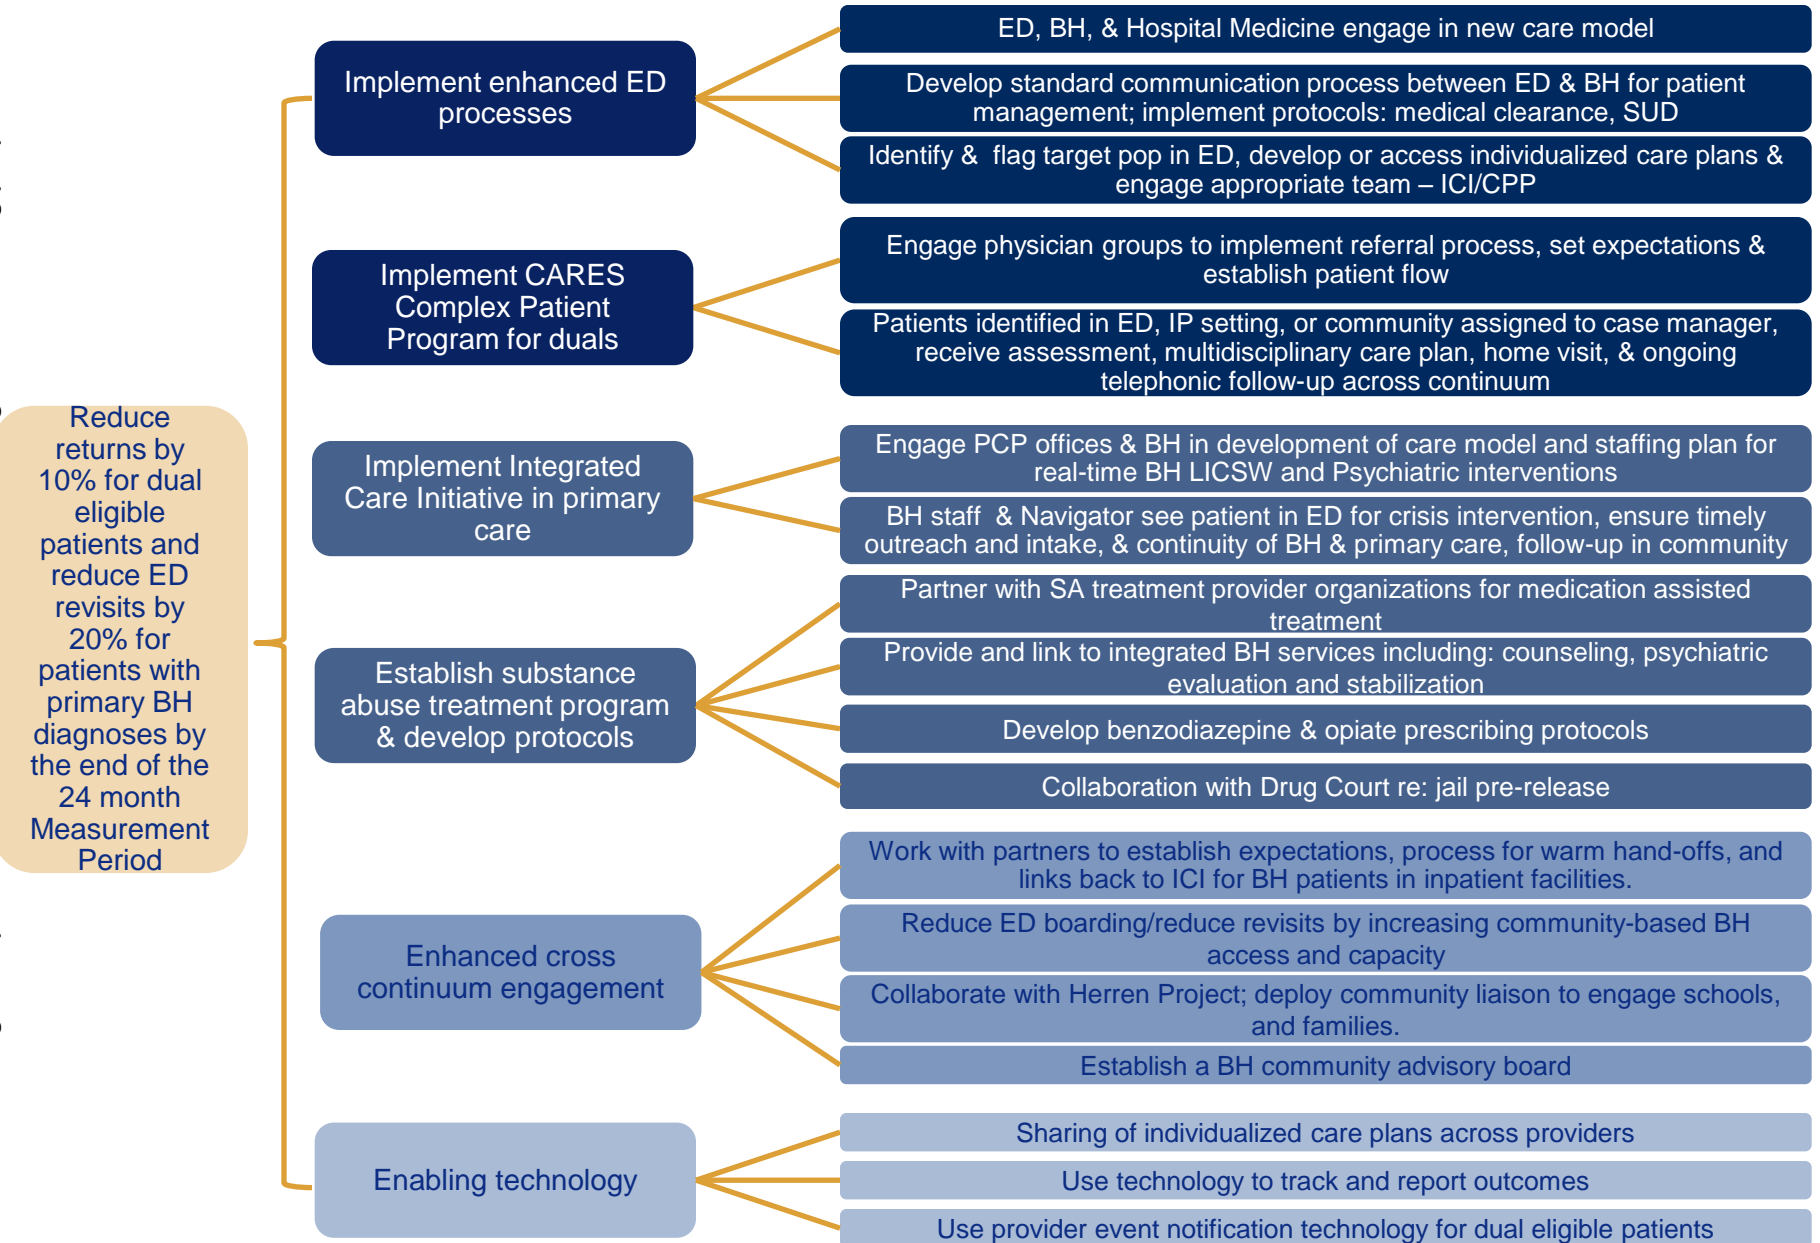 Reduce
returns by
10% for dual
eligible
patients and
reduce ED
revisits by
20% for
patients with
primary BH
diagnoses by
the end of the
24 month
Measurement
Period
Implement enhanced ED
processes
ED, BH, & Hospital Medicine engage in new care model
Develop standard communication process between ED & BH for patient
management; implement protocols: medical clearance, SUD
Identify & flag target pop in ED, develop or access individualized care plans &
engage appropriate team – ICI/CPP
Implement CARES
Complex Patient
Program for duals
Engage physician groups to implement referral process, set expectations &
establish patient flow
Patients identified in ED, IP setting, or community assigned to case manager,
receive assessment, multidisciplinary care plan, home visit, & ongoing
telephonic follow-up across continuum
Implement Integrated
Care Initiative in primary
care
Engage PCP offices & BH in development of care model and staffing plan for
real-time BH LICSW and Psychiatric interventions
BH staff & Navigator see patient in ED for crisis intervention, ensure timely
outreach and intake, & continuity of BH & primary care, follow-up in community
Establish substance
abuse treatment program
& develop protocols
Partner with SA treatment provider organizations for medication assisted
treatment
Provide and link to integrated BH services including: counseling, psychiatric
evaluation and stabilization
Develop benzodiazepine & opiate prescribing protocols
Collaboration with Drug Court re: jail pre-release
Enhanced cross
continuum engagement
Work with partners to establish expectations, process for warm hand-offs, and
links back to ICI for BH patients in inpatient facilities.
Reduce ED boarding/reduce revisits by increasing community-based BH
access and capacity
Collaborate with Herren Project; deploy community liaison to engage schools,
and families.
Establish a BH community advisory board
Enabling technology
Sharing of individualized care plans across providers
Use technology to track and report outcomes
Use provider event notification technology for dual eligible patients